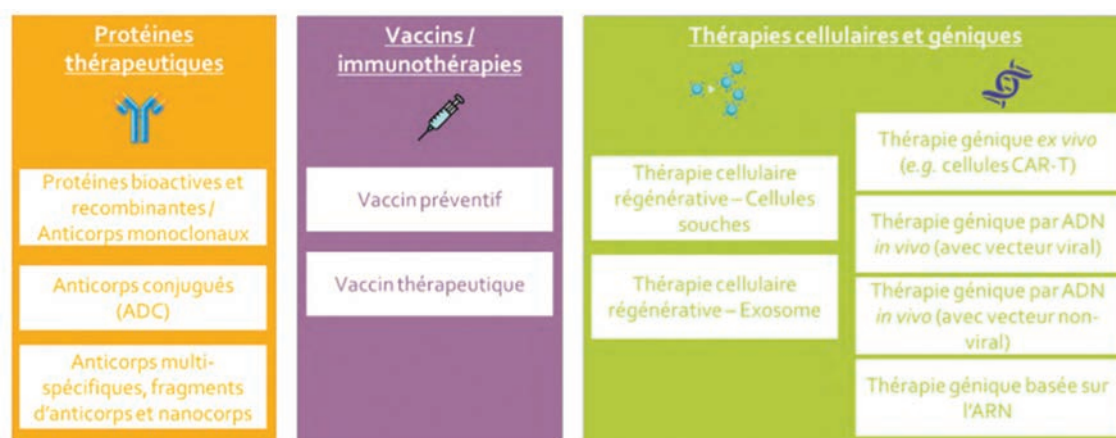 Protéines
thérapeutiques
Protéines bioactives et
recombinantes /
Anticorps monoclonaux
Anticorps conjugués
(ADC)
Anticorps multi-
spécifiques, fragments
d'anticorps et nanocorps
Vaccins /
immunothérapies
Vaccin préventif
Vaccin thérapeutique
Thérapies cellulaires et géniques
Thérapie cellulaire
régénérative – Cellules
souches
Thérapie cellulaire
régénérative – Exosome
Thérapie génique ex vivo
(e.g. cellules CAR-T)
Thérapie génique par ADN
in vivo (avec vecteur viral)
Thérapie génique par ADN
in vivo (avec vecteur non-
viral)
Thérapie génique basée sur
l'ARN